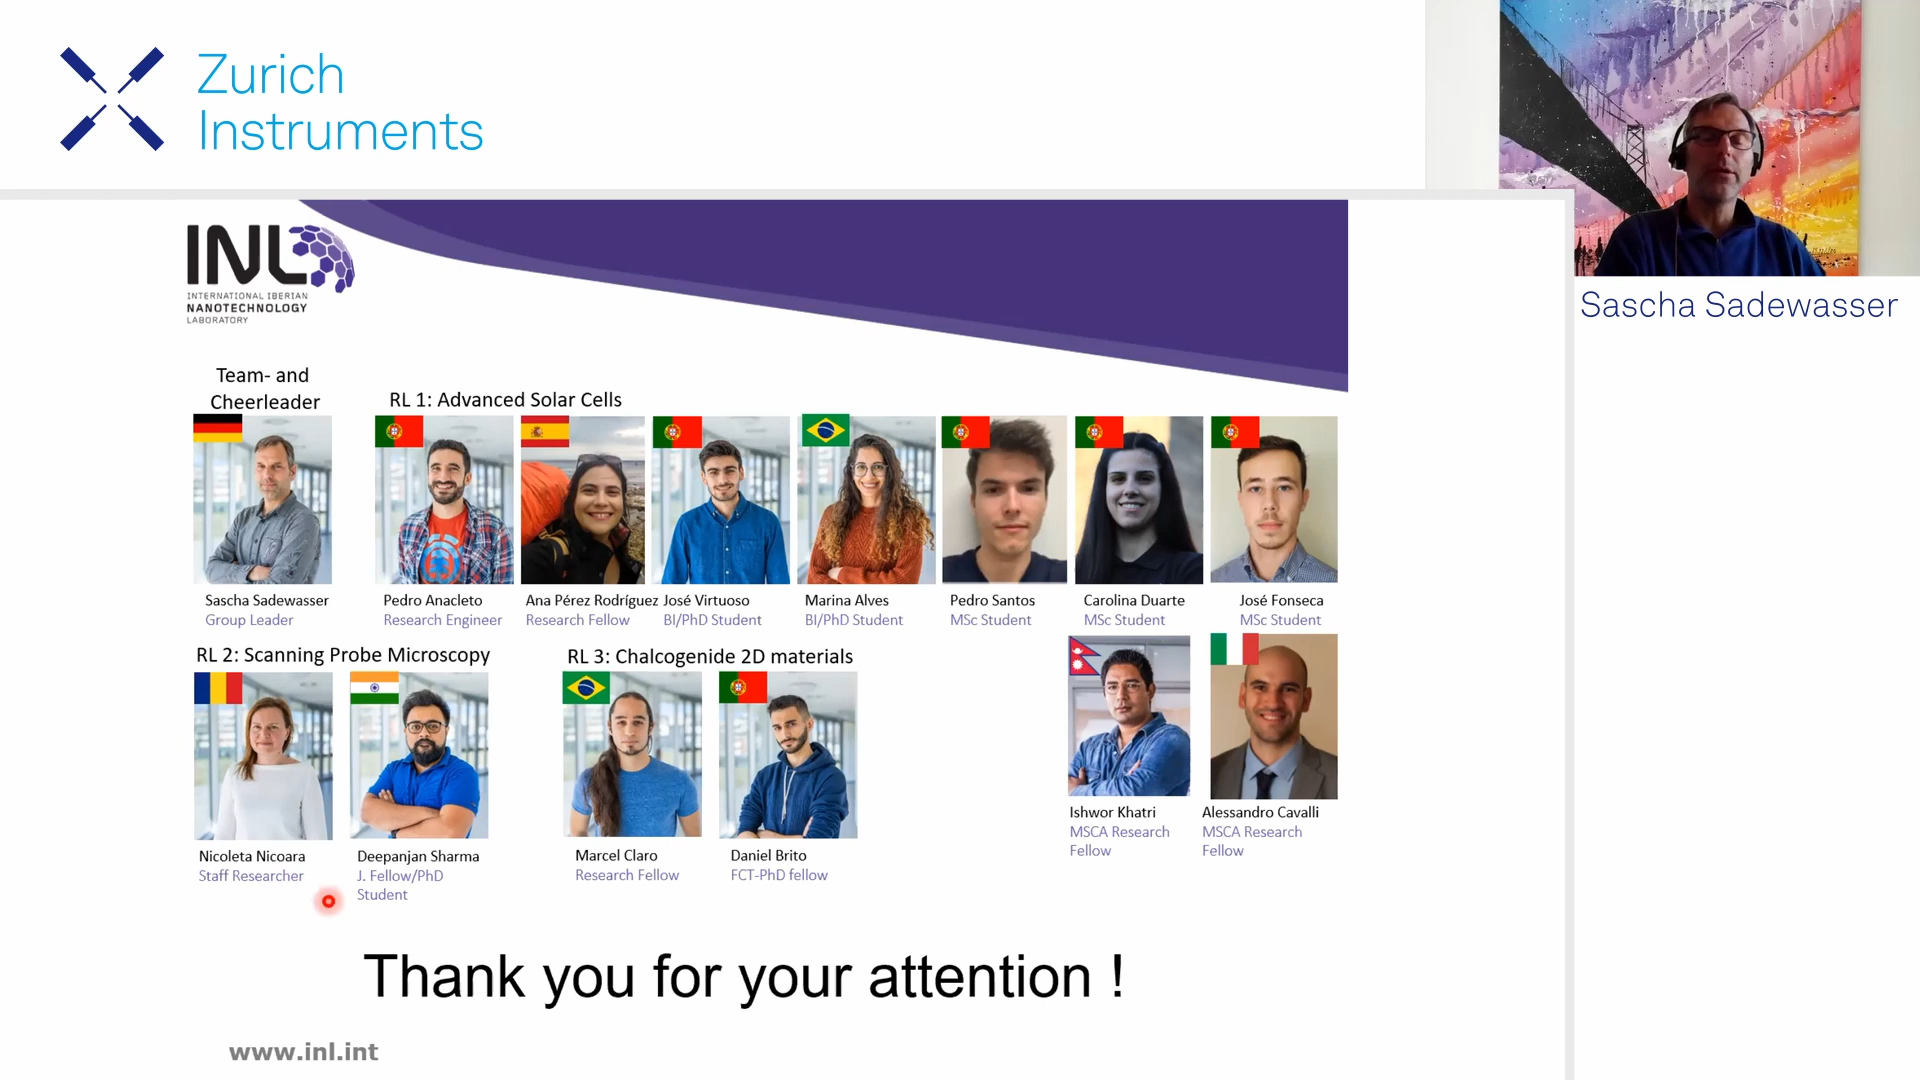 Zurich
Instruments
Sascha Sadewasser
INL
INTERNATIONAL IBERIAN
NANOTECHNOLOGY
LABORATORY
Team- and
Cheerleader
RL 1: Advanced Solar Cells
Sascha Sadewasser
Group Leader
Pedro Anacleto
Research Engineer
Ana Pérez Rodríguez
Research Fellow
José Virtuoso
BI/PhD Student
Marina Alves
BI/PhD Student
Pedro Santos
MSc Student
Carolina Duarte
MSc Student
José Fonseca
MSc Student
RL 2: Scanning Probe Microscopy
Nicoleta Nicoara
Staff Researcher
Deepanjan Sharma
J. Fellow/PhD
Student
RL 3: Chalcogenide 2D materials
Marcel Claro
Research Fellow
Daniel Brito
FCT-PhD fellow
Ishwor Khatri
MSCA Research
Fellow
Alessandro Cavalli
MSCA Research
Fellow
Thank you for your attention !
www.inl.int